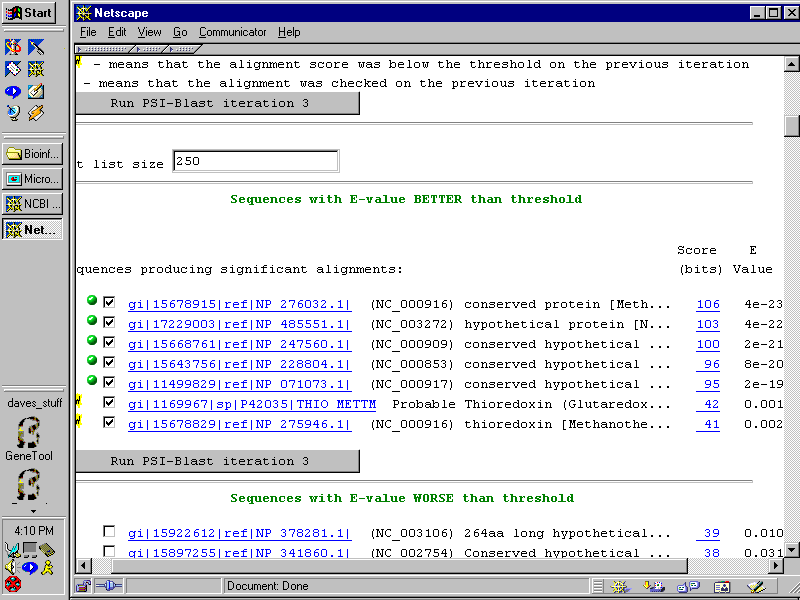 Start
Netscape
File Edit View Go Communicator Help
- means that the alignment score was below the threshold on the previous iteration
- means that the alignment was checked on the previous iteration
Run PSI-Blast iteration 3
t list size 250
Sequences with E-value BETTER than threshold
Score E
quences producing significant alignments: (bits) Value
gi|15678915|ref|NP_276032.1| (NC_000916) conserved protein [Meth... 106 4e-23
gi|17229003|ref|NP_485551.1| (NC_003272) hypothetical protein [N... 103 4e-22
gi|15668761|ref|NP_247560.1| (NC_000909) conserved hypothetical ... 100 2e-21
gi|15643756|ref|NP_228804.1| (NC_000853) conserved hypothetical ... 96 8e-20
gi|11499829|ref|NP_071073.1| (NC_000917) conserved hypothetical ... 95 2e-19
gi|1169967|sp|P42035|THIO_METTM Probable Thioredoxin (Glutaredox... 42 0.001
gi|15678829|ref|NP_275946.1| (NC_000916) thioredoxin [Methanothe... 41 0.002
Run PSI-Blast iteration 3
Sequences with E-value WORSE than threshold
gi|15922612|ref|NP_378281.1| (NC_003106) 264aa long hypothetical... 39 0.010
gi|15897255|ref|NP_341860.1| (NC_002754) Conserved hypothetical ... 38 0.031
Document: Done
Bioinf...
Micro...
NCBI ...
Net...
daves_stuff
GeneTool
4:10 PM